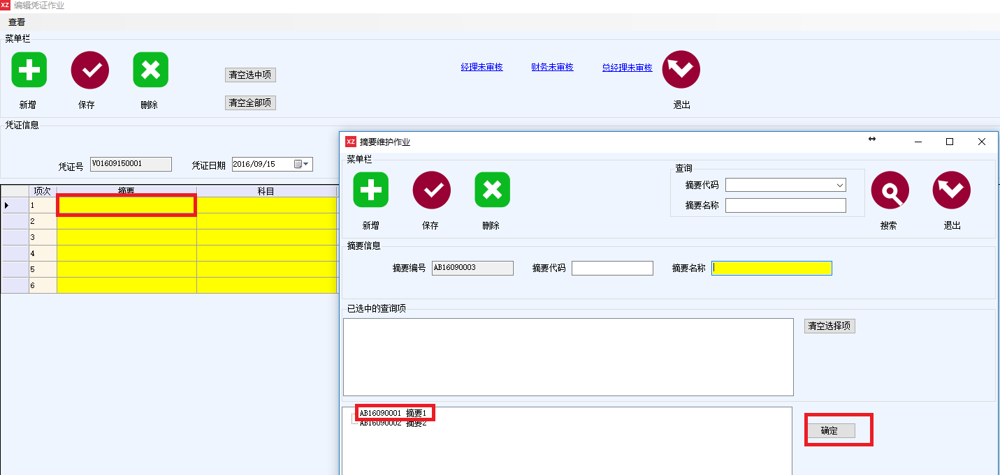 XZ 编辑凭证作业
查看
菜单栏
清空选中项
经理未审核 财务未审核 总经理未审核
清空全部项
新增 保存 删除 退出
凭证信息
凭证号 V01609150001 凭证日期 2016/09/15
项次 摘要 科目
1
2
3
4
5
6
XZ 摘要维护作业
菜单栏
查询
摘要代码
摘要名称
新增 保存 删除 搜索 退出
摘要信息
摘要编号 AB16090003 摘要代码 摘要名称
已选中的查询项
清空选择项
AB16090001 摘要1
AB16090002 摘要2
确定